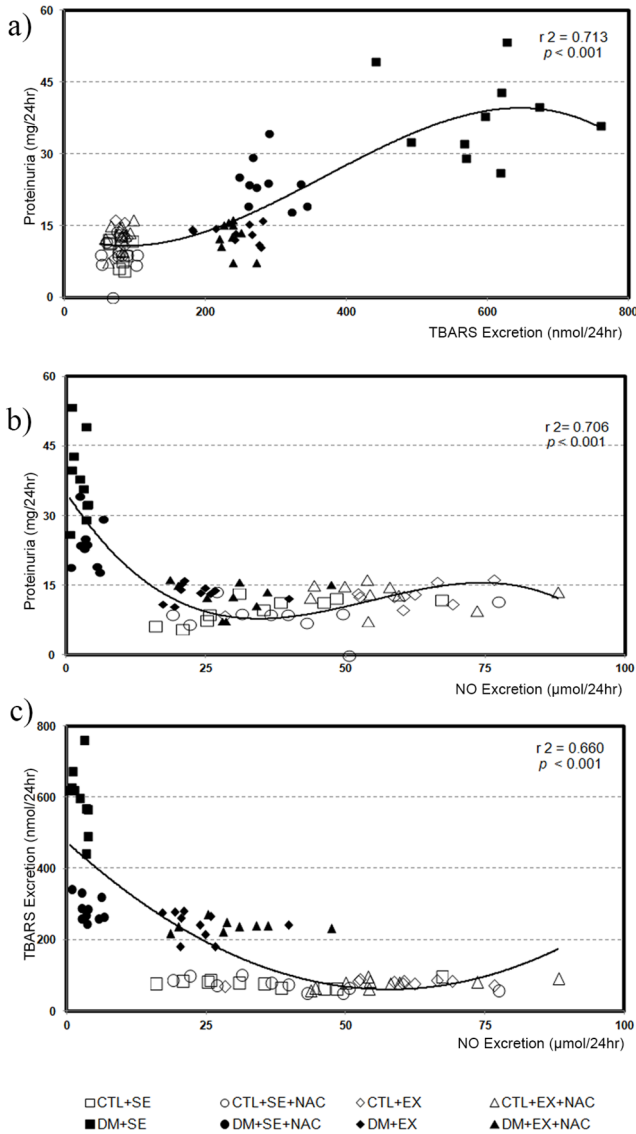 a)
r 2 = 0.713
p < 0.001
Proteinuria (mg/24hr)
60
45
30
15
0
0 200 400 600 800
TBARS Excretion (nmol/24hr)
b)
r 2= 0.706
p < 0.001
Proteinuria (mg/24hr)
60
45
30
15
0
0 25 50 75 100
NO Excretion (µmol/24hr)
c)
r 2 = 0.660
p < 0.001
TBARS Excretion (nmol/24hr)
800
600
400
200
0
0 25 50 75 100
NO Excretion (µmol/24hr)
CTL+SE CTL+SE+NAC CTL+EX CTL+EX+NAC
DM+SE DM+SE+NAC DM+EX DM+EX+NAC